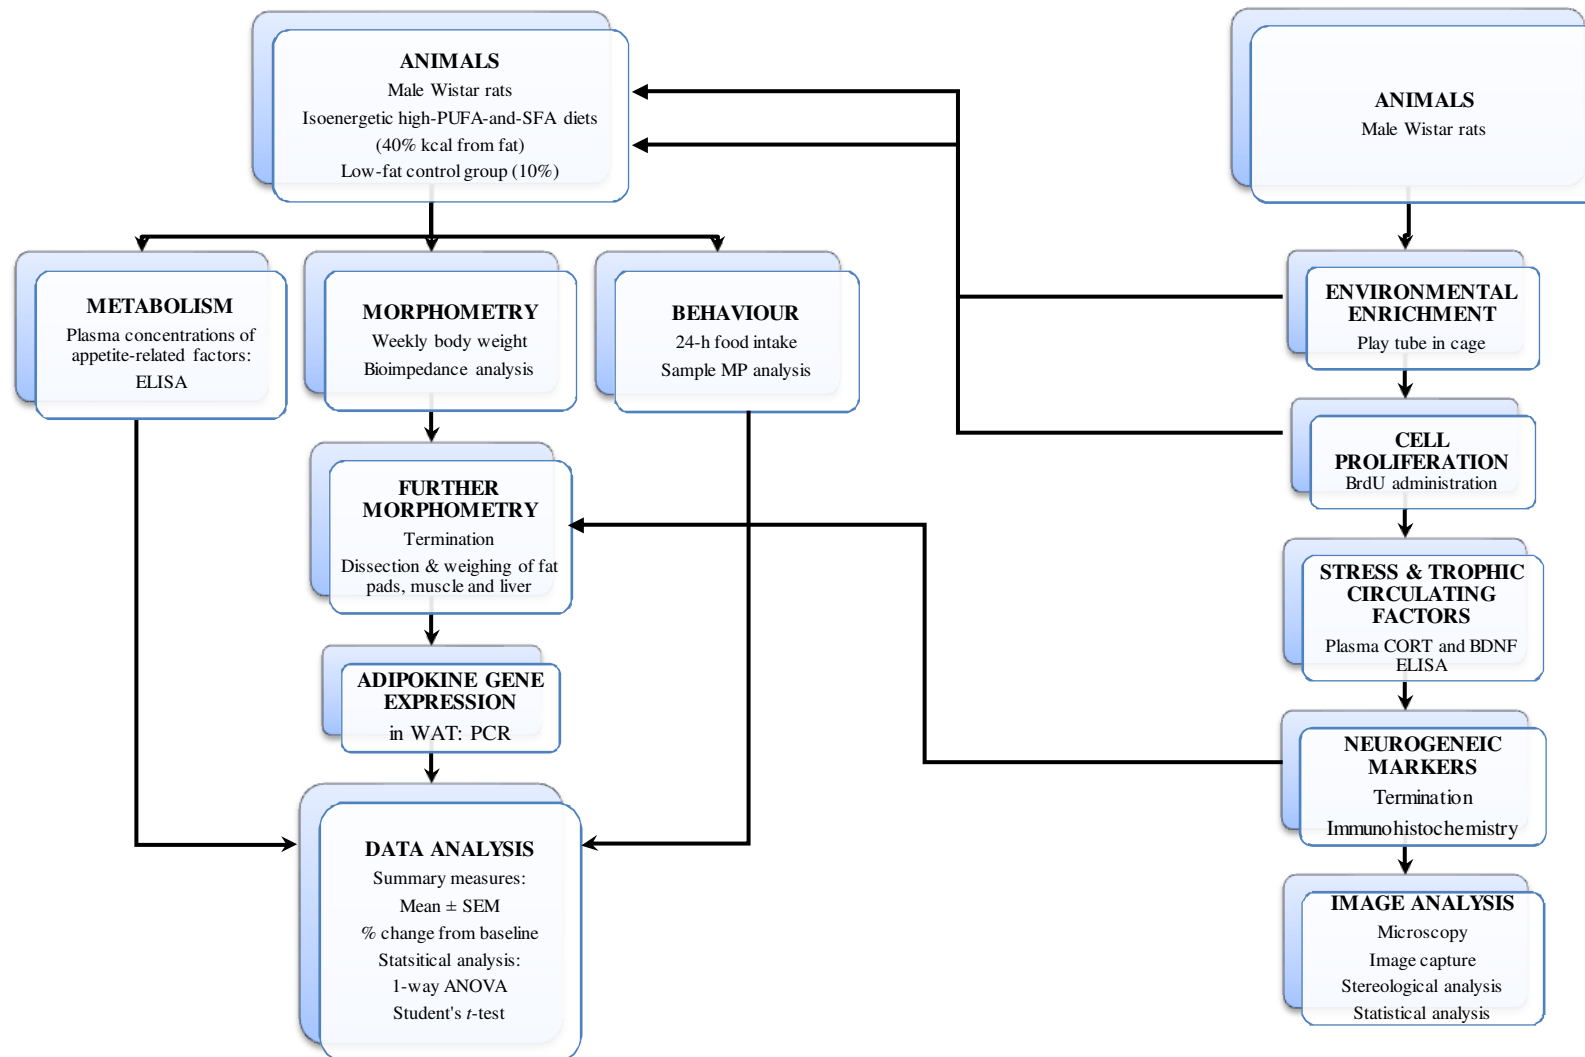 ANIMALS
Male Wistar rats
Isoenergetic high-PUFA-and-SFA diets
(40% kcal from fat)
Low-fat control group (10%)
METABOLISM
Plasma concentrations of
appetite-related factors:
ELISA
MORPHOMETRY
Weekly body weight
Bioimpedance analysis
BEHAVIOUR
24-h food intake
Sample MP analysis
FURTHER
MORPHOMETRY
Termination
Dissection & weighing of fat
pads, muscle and liver
ADIPOKINE GENE
EXPRESSION
in WAT: PCR
DATA ANALYSIS
Summary measures:
Mean ± SEM
% change from baseline
Statsitical analysis:
1-way ANOVA
Student's t-test
ANIMALS
Male Wistar rats
ENVIRONMENTAL
ENRICHMENT
Play tube in cage
CELL
PROLIFERATION
BrdU administration
STRESS & TROPHIC
CIRCULATING
FACTORS
Plasma CORT and BDNF
ELISA
NEUROGENEIC
MARKERS
Termination
Immunohistochemistry
IMAGE ANALYSIS
Microscopy
Image capture
Stereological analysis
Statistical analysis